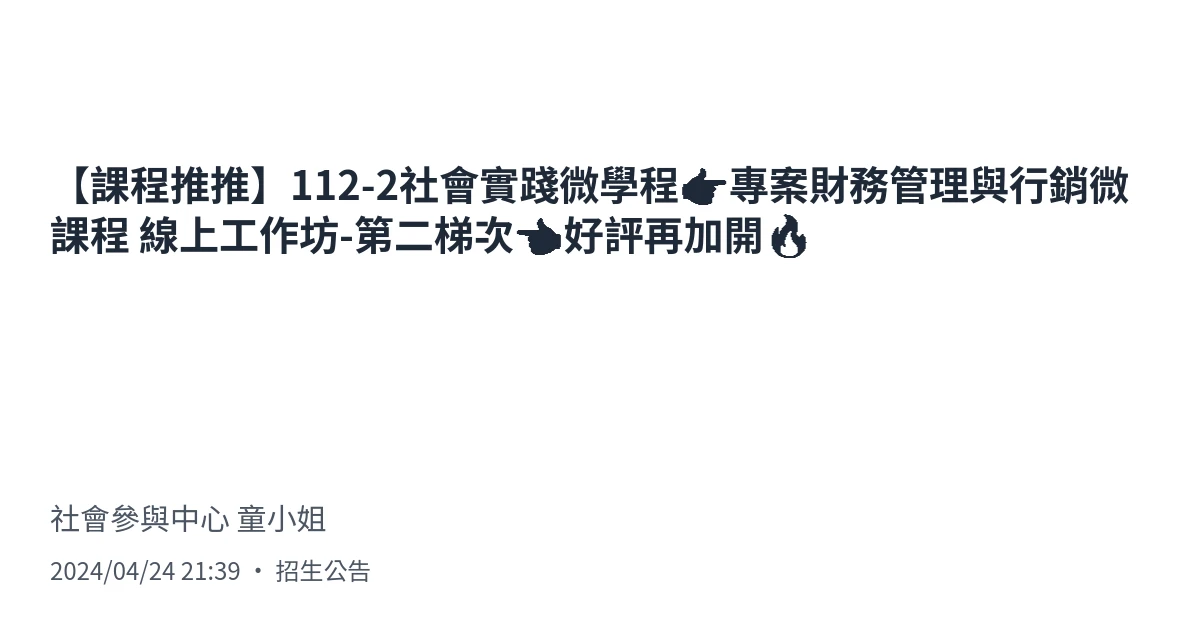 【課程推推】112-2社會實踐微學程👉專案財務管理與行銷微
課程 線上工作坊-第二梯次👈好評再加開🔥
社會參與中心 童小姐
2024/04/24 21:39 • 招生公告